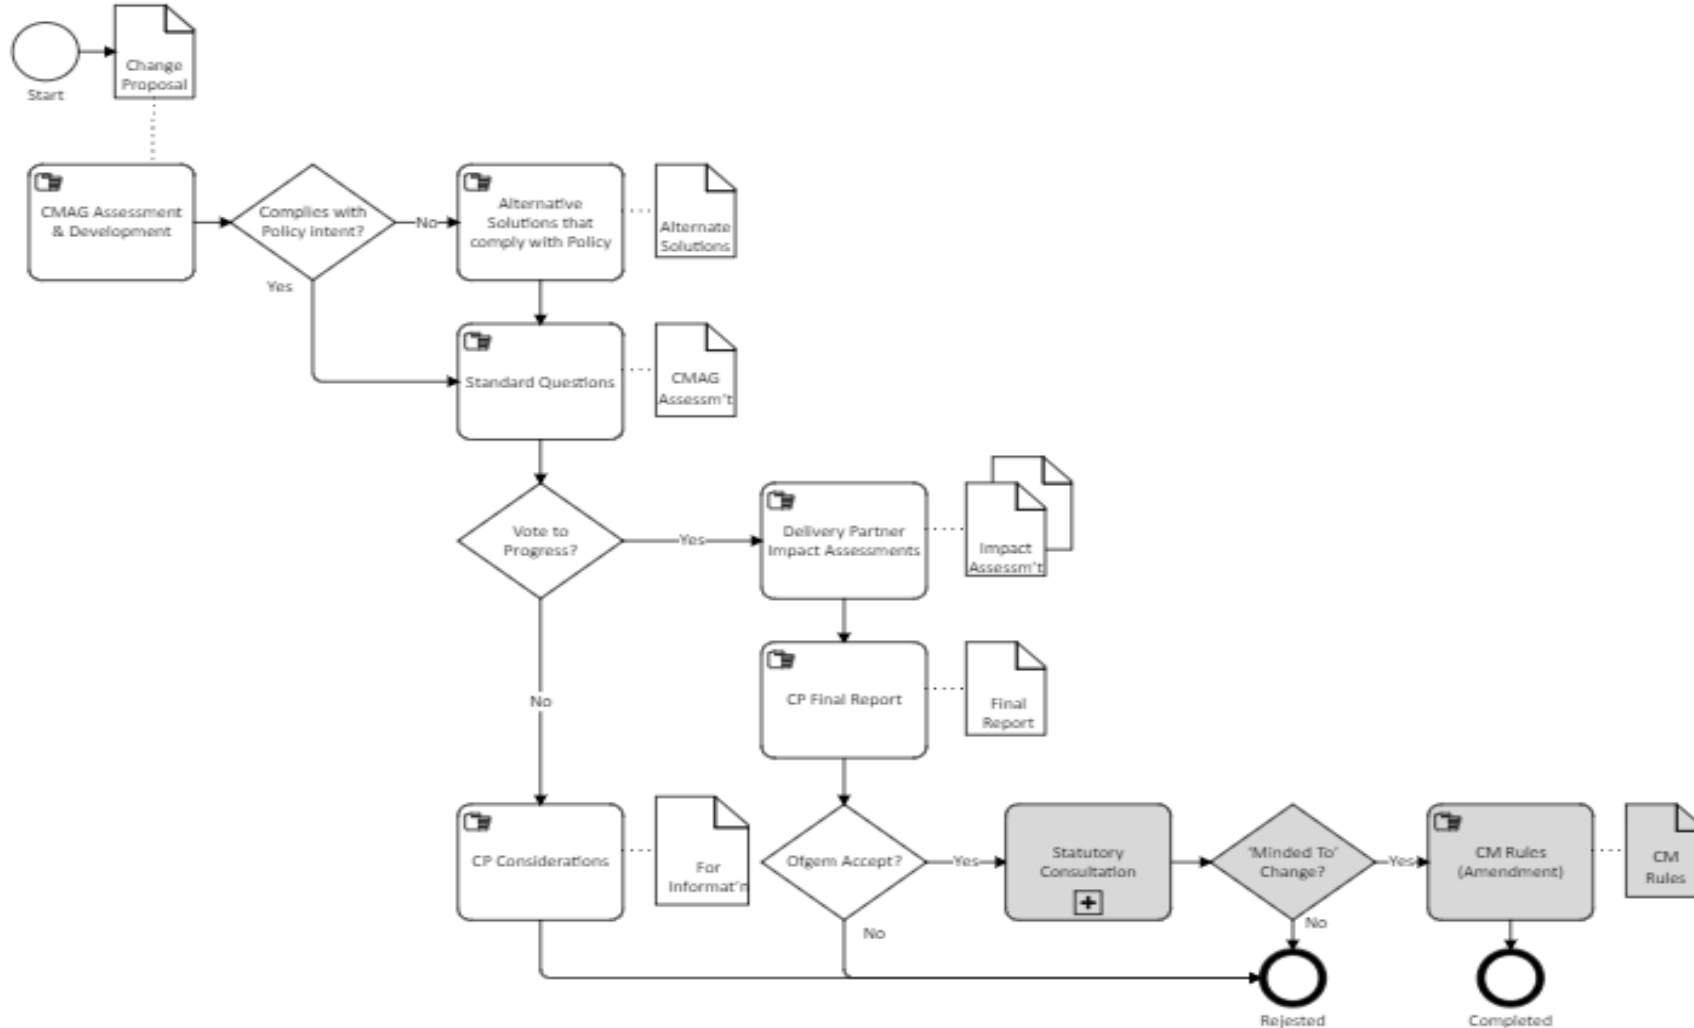 Change
Proposal
Start
CMAG Assessment
& Development
Complies with
Policy intent?
No
Alternative
Solutions that
comply with Policy
Alternate
Solutions
Yes
Standard Questions
CMAG
Assessm't
Vote to
Progress?
Yes
Delivery Partner
Impact Assessments
Impact
Assessm't
No
CP Final Report
Final
Report
CP Considerations
For
Informat'n
Ofgem Accept?
Yes
Statutory
Consultation
'Minded To'
Change?
Yes
CM Rules
(Amendment)
CM
Rules
No
No
Rejested
Completed